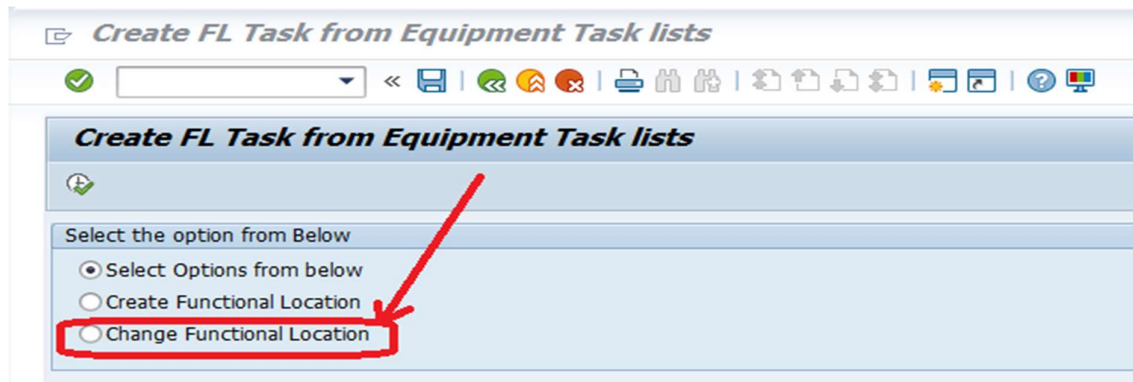 Create FL Task from Equipment Task lists
Create FL Task from Equipment Task lists
Select the option from Below
Select Options from below
Create Functional Location
Change Functional Location